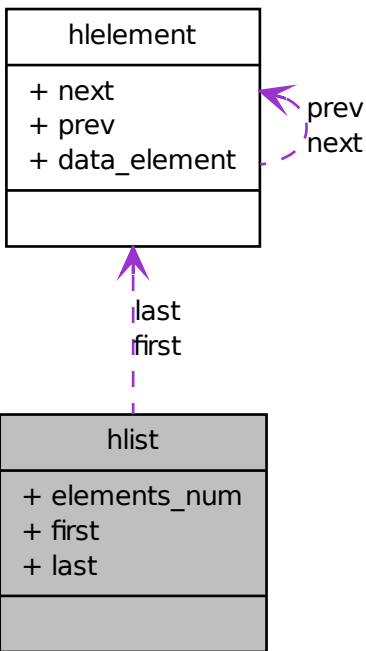 hlelement
+ next
+ prev
+ data_element
prev
next
last
first
hlist
+ elements_num
+ first
+ last